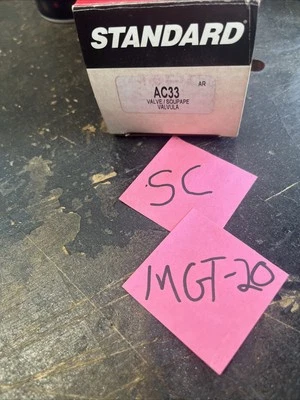 STANDARD
AR
AC33
VALVE / SOUPAPE
VALVULA
SC
MGT-20